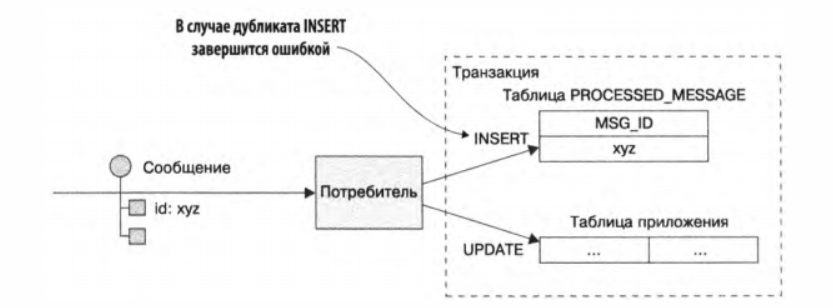 В случае дубликата INSERT
завершится ошибкой
Транзакция
Таблица PROCESSED_MESSAGE
MSG_ID
INSERT
xyz
Сообщение
Потребитель
id: xyz
Таблица приложения
UPDATE
...
...